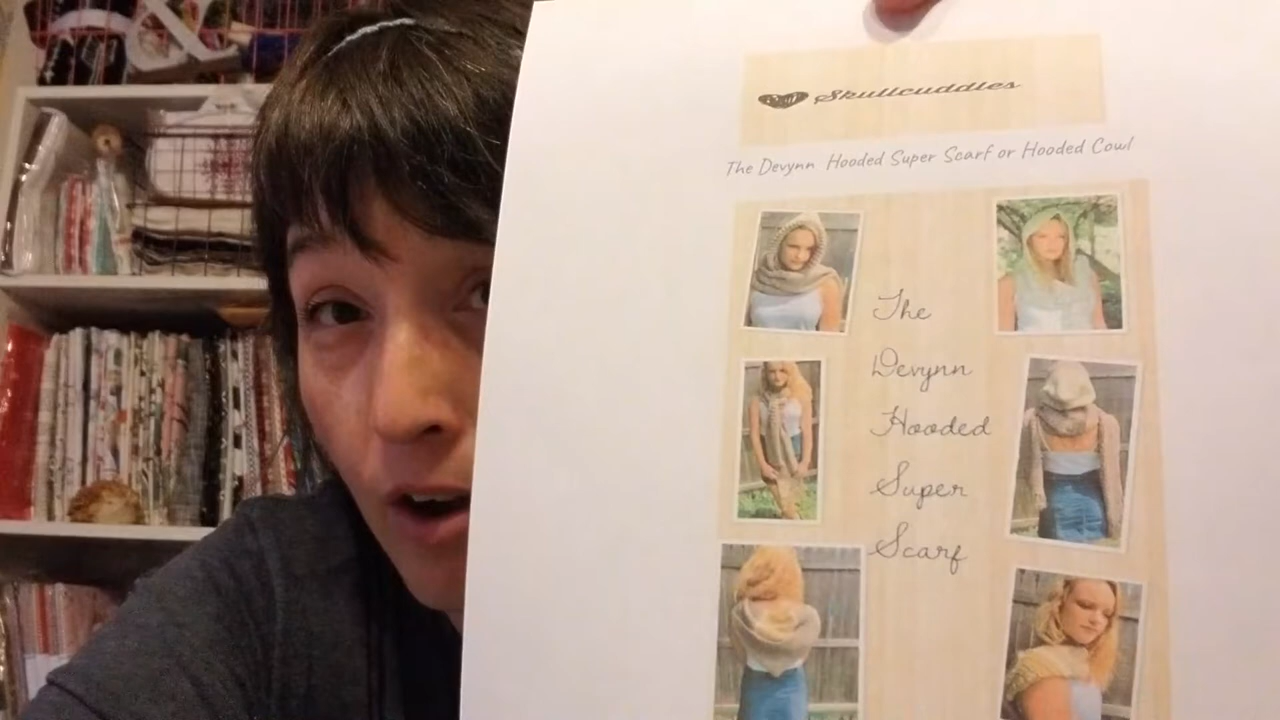 Skullcuddles
The Devynn Hooded Super Scarf or Hooded Cowl
The
Devynn
Hooded
Super
Scarf